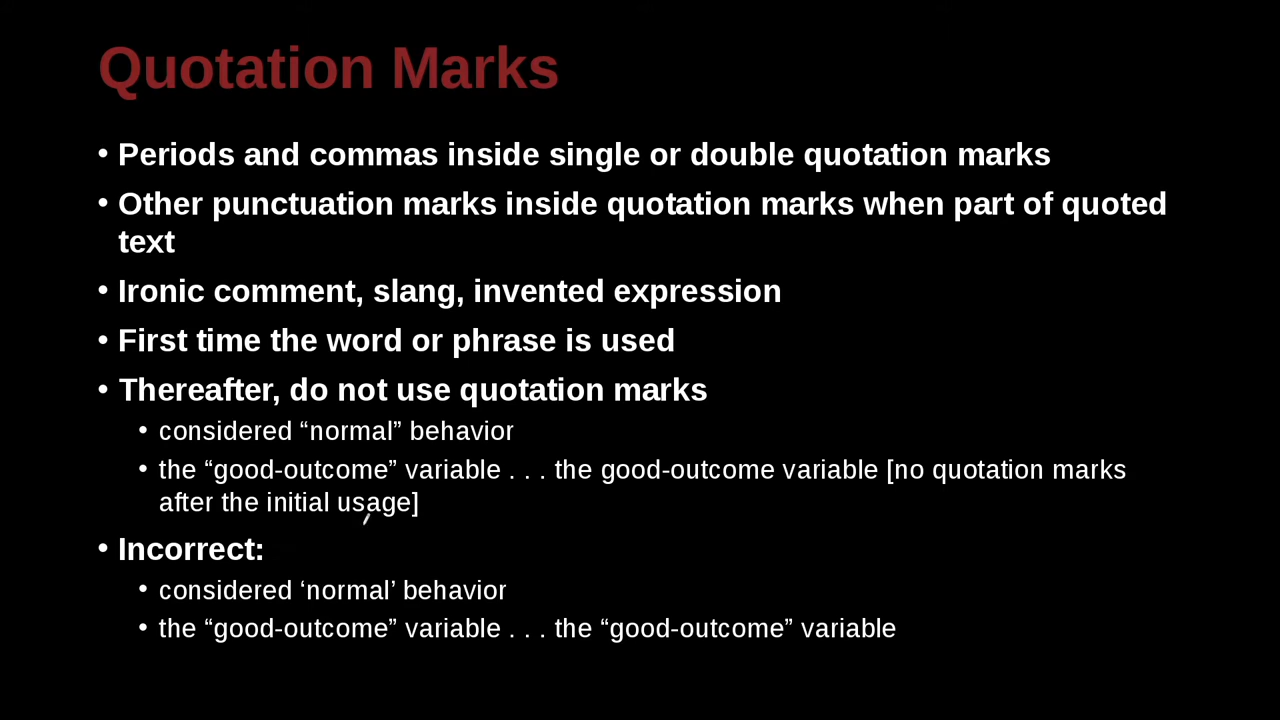 Quotation Marks
• Periods and commas inside single or double quotation marks
• Other punctuation marks inside quotation marks when part of quoted
text
• Ironic comment, slang, invented expression
• First time the word or phrase is used
• Thereafter, do not use quotation marks
• considered “normal” behavior
• the “good-outcome” variable . . . the good-outcome variable [no quotation marks
after the initial usage]
• Incorrect:
• considered ‘normal’ behavior
• the “good-outcome” variable . . . the “good-outcome” variable